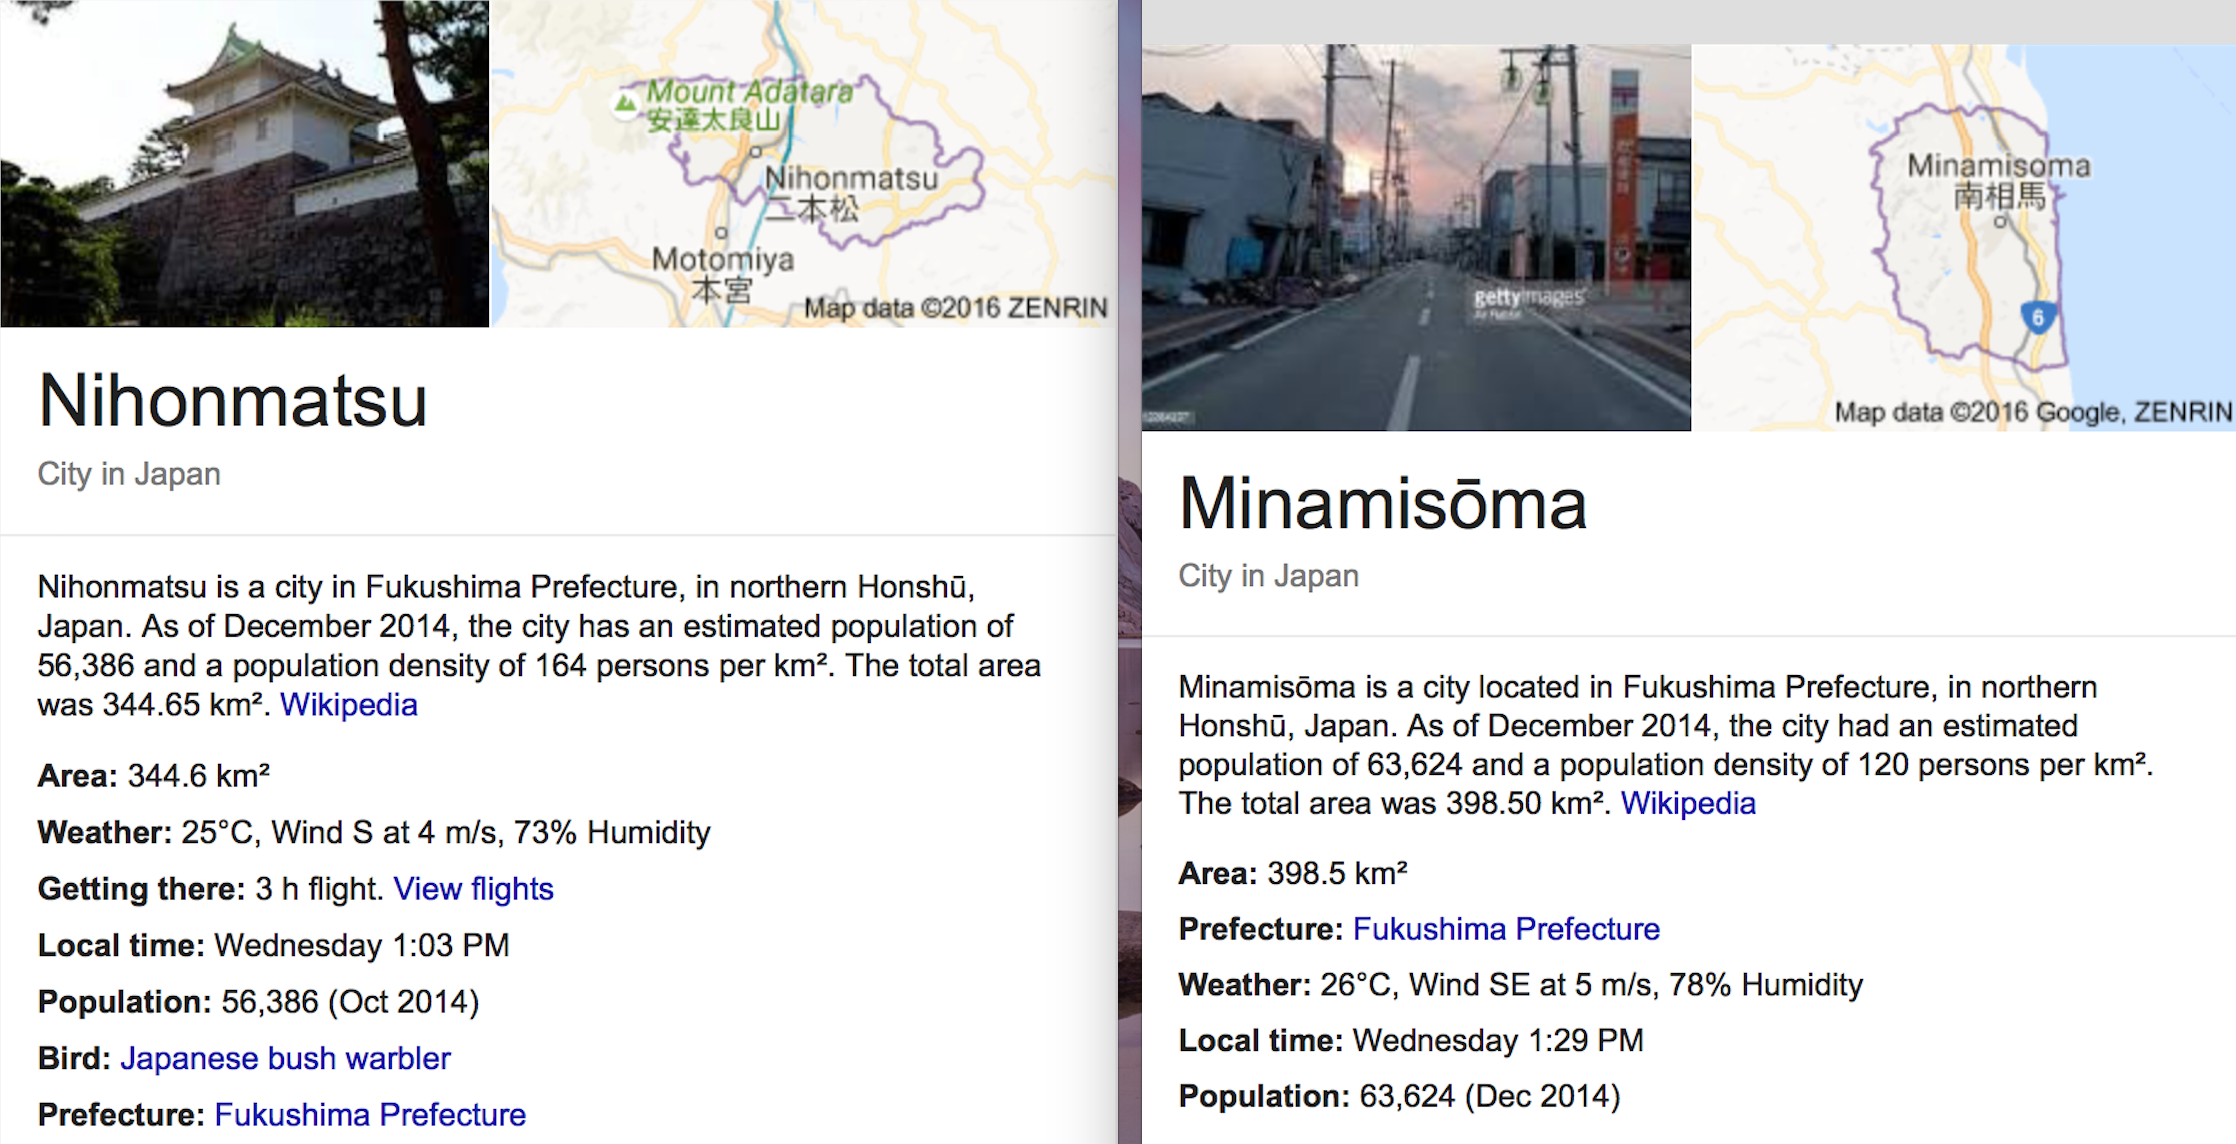 Mount Adatara
安達太良山
Nihonmatsu
二本松
Motomiya
本宮
Map data ©2016 ZENRIN
Nihonmatsu
City in Japan
Nihonmatsu is a city in Fukushima Prefecture, in northern Honshū,
Japan. As of December 2014, the city has an estimated population of
56,386 and a population density of 164 persons per km². The total area
was 344.65 km². Wikipedia
Area: 344.6 km²
Weather: 25°C, Wind S at 4 m/s, 73% Humidity
Getting there: 3 h flight. View flights
Local time: Wednesday 1:03 PM
Population: 56,386 (Oct 2014)
Bird: Japanese bush warbler
Prefecture: Fukushima Prefecture
gettyimages
Minamisoma
南相馬
6
Map data ©2016 Google, ZENRIN
Minamisōma
City in Japan
Minamisōma is a city located in Fukushima Prefecture, in northern
Honshū, Japan. As of December 2014, the city had an estimated
population of 63,624 and a population density of 120 persons per km².
The total area was 398.50 km². Wikipedia
Area: 398.5 km²
Prefecture: Fukushima Prefecture
Weather: 26°C, Wind SE at 5 m/s, 78% Humidity
Local time: Wednesday 1:29 PM
Population: 63,624 (Dec 2014)